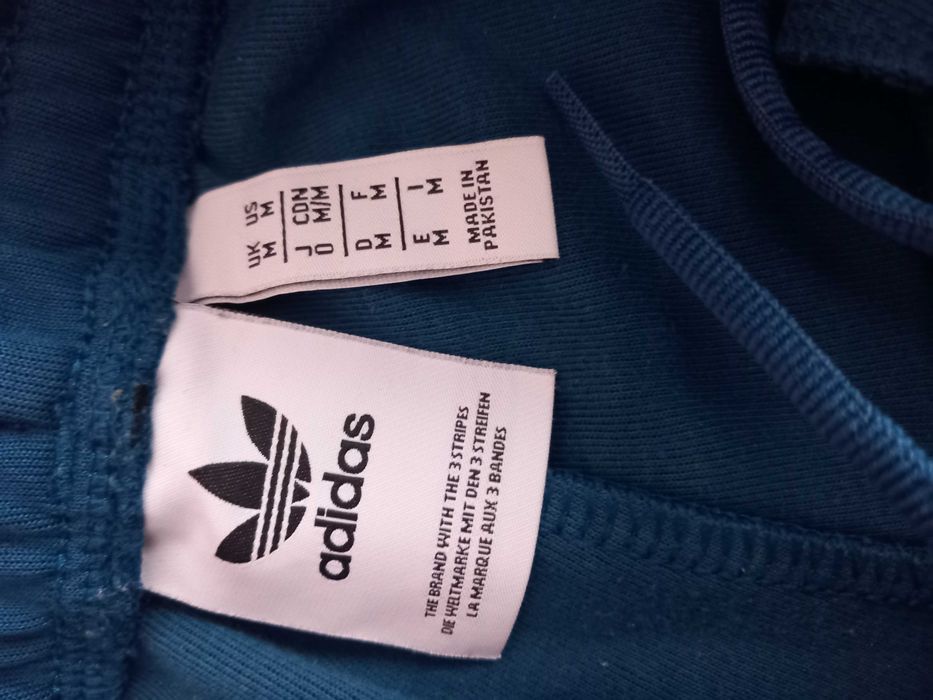 UK US
M M
J CDN
O M/M
D F
M M
E I
M M
MADE IN
PAKISTAN
adidas
THE BRAND WITH THE 3 STRIPES
DIE WELTMARKE MIT DEN 3 STREIFEN
LA MARQUE AUX 3 BANDES